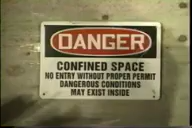 DANGER
CONFINED SPACE
NO ENTRY WITHOUT PROPER PERMIT
DANGEROUS CONDITIONS
MAY EXIST INSIDE